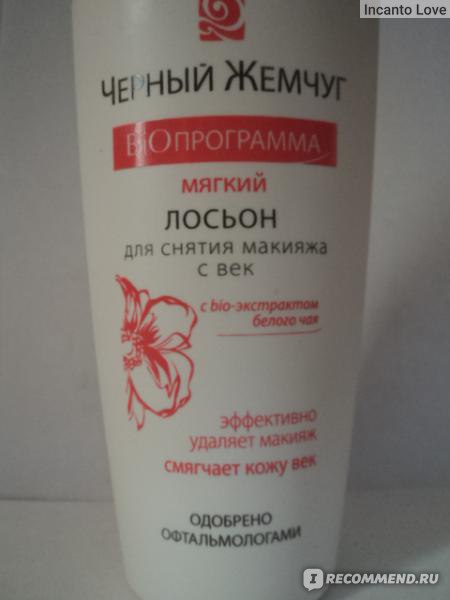 Incanto Love
ЧЕРНЫЙ ЖЕМЧУГ
BiOПРОГРАММА
МЯГКИЙ
ЛОСЬОН
для снятия макияжа
с век
с bio-экстрактом
белого чая
эффективно
удаляет макияж
смягчает кожу век
ОДОБРЕНО
ОФТАЛЬМОЛОГАМИ
I RECOMMEND.RU